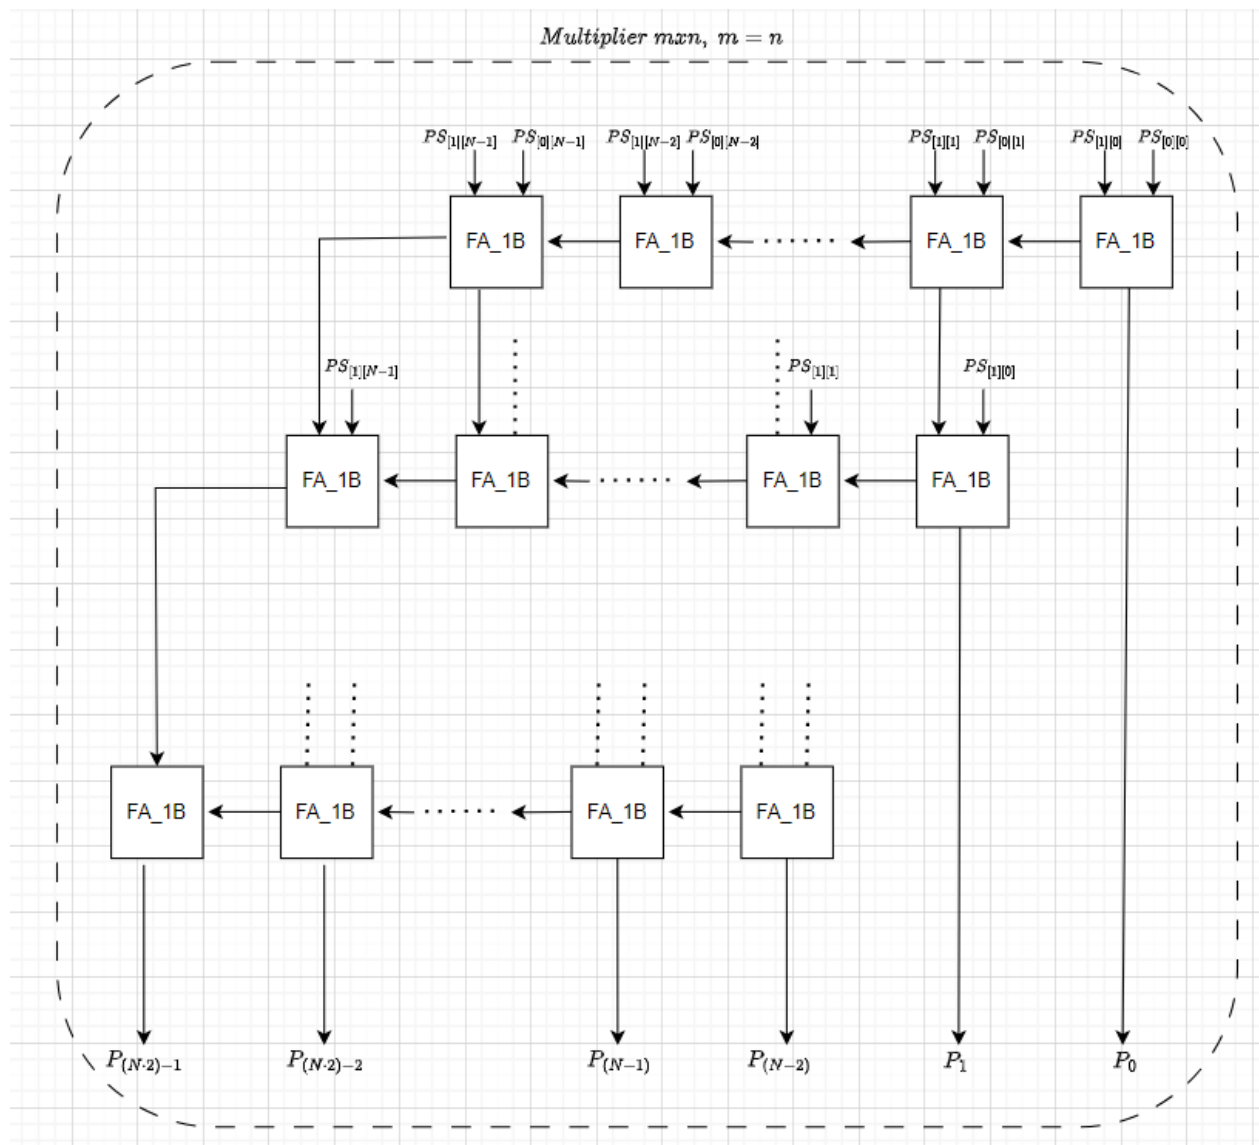 Multiplier mxn, m = n
PS[1][N−1] PS[0][N−1] PS[1][N−2] PS[0][N−2] PS[1][1] PS[0][1] PS[1][0] PS[0][0]
FA_1B FA_1B FA_1B FA_1B
PS[1][N−1] PS[1][1] PS[1][0]
FA_1B FA_1B FA_1B FA_1B
FA_1B FA_1B FA_1B FA_1B
P(N·2)−1 P(N·2)−2 P(N−1) P(N−2) P1 P0